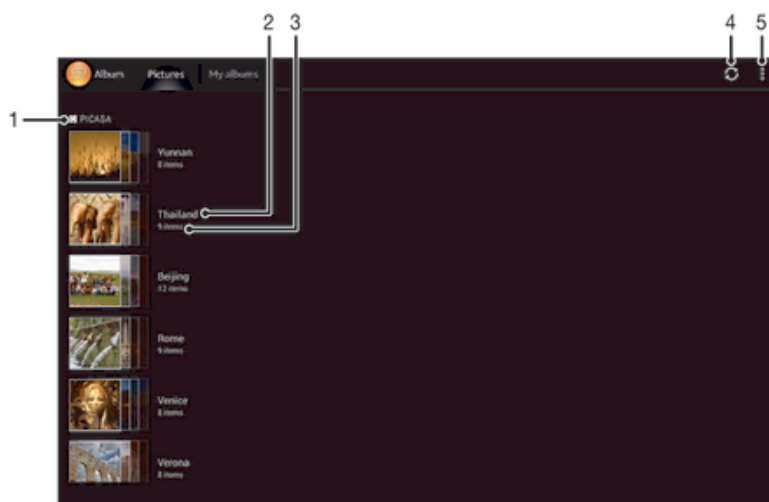 2 3 4 5
Album Pictures My albums
1 PICASA
Yunnan
8 items
Thailand
9 items
Beijing
12 items
Rome
9 items
Venice
8 items
Verona
8 items